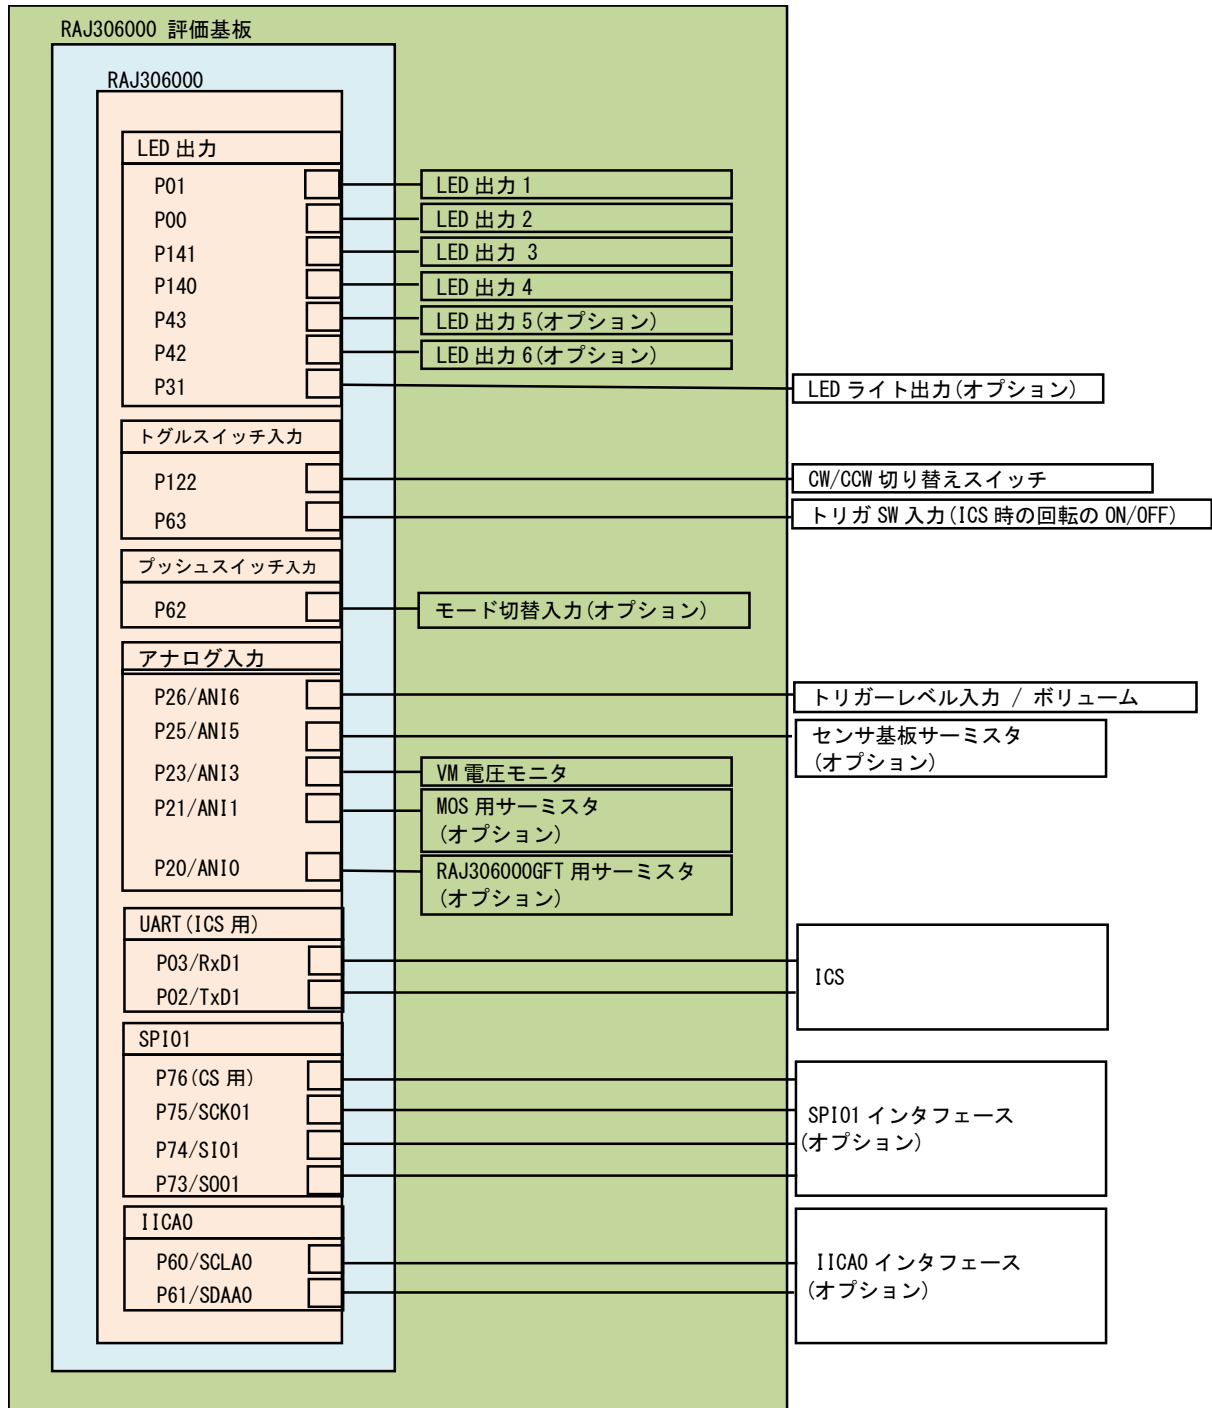 RAJ306000 評価基板
RAJ306000
LED 出力
P01
LED 出力 1
P00
LED 出力 2
P141
LED 出力 3
P140
LED 出力 4
P43
LED 出力 5(オプション)
P42
LED 出力 6(オプション)
P31
LED ライト出力(オプション)
トグルスイッチ入力
P122
CW/CCW 切り替えスイッチ
P63
トリガ SW 入力(ICS 時の回転の ON/OFF)
プッシュスイッチ入力
P62
モード切替入力(オプション)
アナログ入力
P26/ANI6
トリガーレベル入力 / ボリューム
P25/ANI5
センサ基板サーミスタ
(オプション)
P23/ANI3
VM 電圧モニタ
P21/ANI1
MOS 用サーミスタ
(オプション)
P20/ANI0
RAJ306000GFT 用サーミスタ
(オプション)
UART(ICS 用)
P03/RxD1
P02/TxD1
ICS
SPI01
P76(CS 用)
P75/SCK01
P74/SI01
P73/SO01
SPI01 インタフェース
(オプション)
IICA0
P60/SCLA0
P61/SDAA0
IICA0 インタフェース
(オプション)